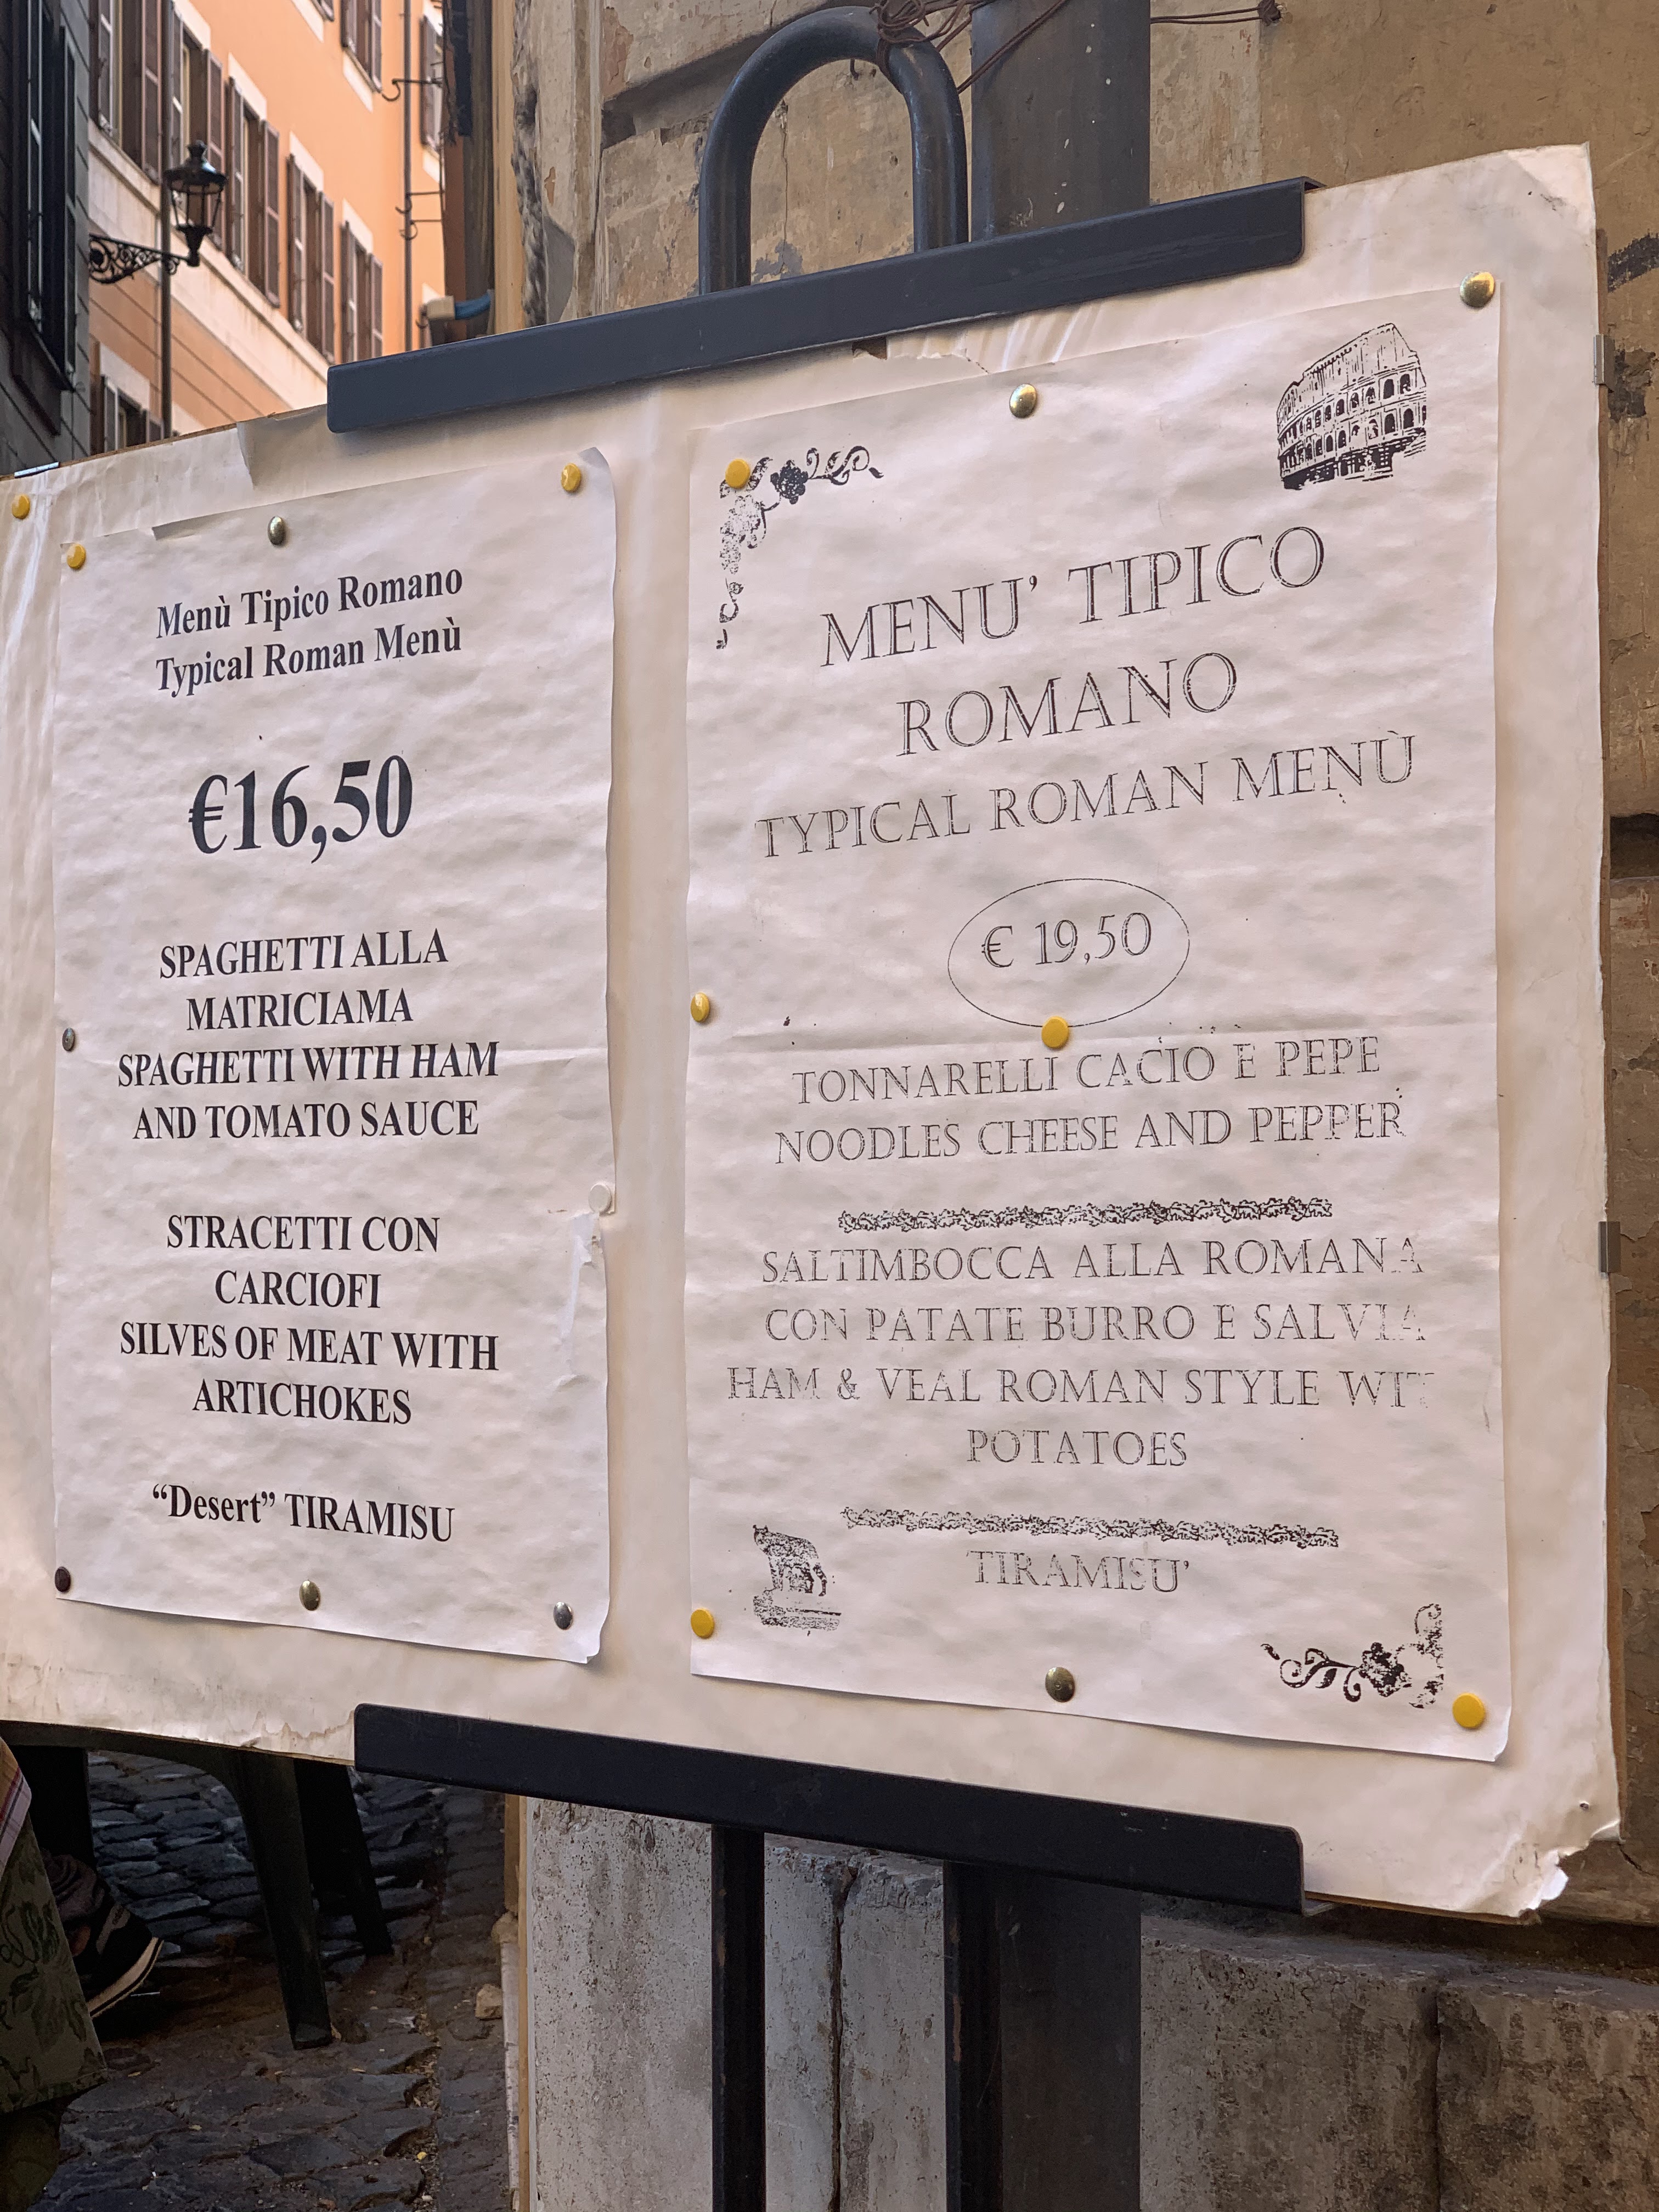 Menù Tipico Romano
Typical Roman Menù
€16,50
SPAGHETTI ALLA
MATRICIAMA
SPAGHETTI WITH HAM
AND TOMATO SAUCE
STRACETTI CON
CARCIOFI
SILVES OF MEAT WITH
ARTICHOKES
“Desert” TIRAMISU
MENU’ TIPICO
ROMANO
TYPICAL ROMAN MENÙ
€ 19,50
TONNARELLI CACIO E PEPE
NOODLES CHEESE AND PEPPER
SALTIMBOCCA ALLA ROMANA
CON PATATE BURRO E SALVIA
HAM & VEAL ROMAN STYLE WIT
POTATOES
TIRAMISU’